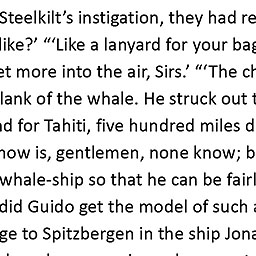 Steelkilt’s instigation, they had re
like?’ “‘Like a lanyard for your bag
et more into the air, Sirs.’ “‘The ch
lank of the whale. He struck out t
d for Tahiti, five hundred miles d
now is, gentlemen, none know; b
whale-ship so that he can be fairl
did Guido get the model of such a
ge to Spitzbergen in the ship Jona